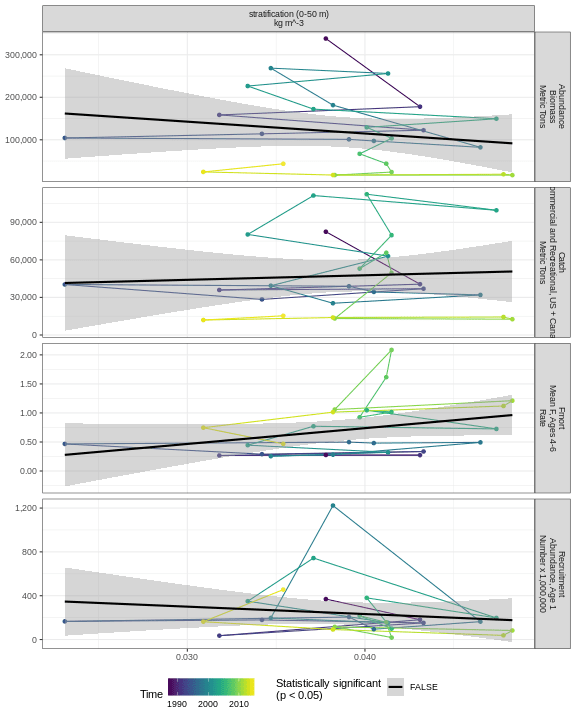 stratification (0-50 m)
kg m^-3
300,000
200,000
100,000
Abundance
Biomass
Metric Tons
90,000
60,000
30,000
0
Catch
ommercial and Recreational, US + Cana
Metric Tons
2.00
1.50
1.00
0.50
0.00
Fmort
Mean F, Ages 4-6
Rate
1,200
800
400
0
Recruitment
Abundance, Age 1
Number x 1,000,000
0.030
0.040
Time
1990
2000
2010
Statistically significant
(p < 0.05)
FALSE